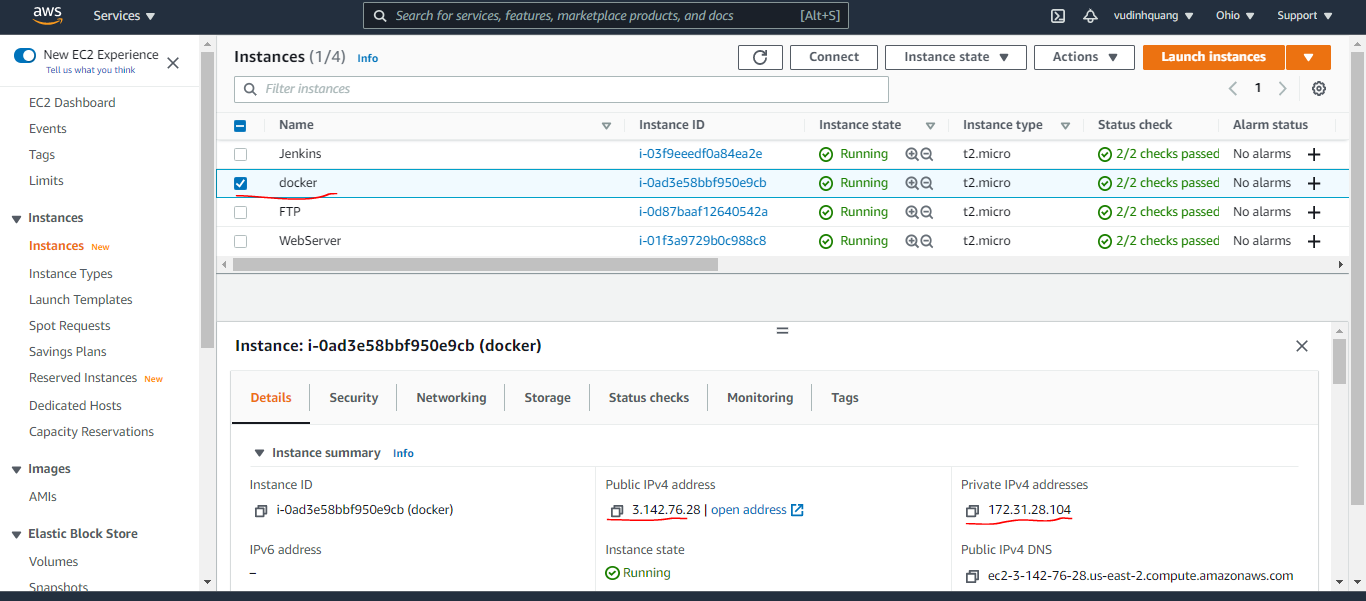 aws Services Search for services, features, marketplace products, and docs [Alt+S] vudinhquang Ohio Support
New EC2 Experience
Tell us what you think
EC2 Dashboard
Events
Tags
Limits
Instances
Instances New
Instance Types
Launch Templates
Spot Requests
Savings Plans
Reserved Instances New
Dedicated Hosts
Capacity Reservations
Images
AMIs
Elastic Block Store
Volumes
Snapshots
Instances (1/4) Info Connect Instance state Actions Launch instances
Filter instances 1
Name Instance ID Instance state Instance type Status check Alarm status
Jenkins i-03f9eeedf0a84ea2e Running t2.micro 2/2 checks passed No alarms +
docker i-0ad3e58bbf950e9cb Running t2.micro 2/2 checks passed No alarms +
FTP i-0d87baaf12640542a Running t2.micro 2/2 checks passed No alarms +
WebServer i-01f3a9729b0c988c8 Running t2.micro 2/2 checks passed No alarms +
Instance: i-0ad3e58bbf950e9cb (docker)
Details Security Networking Storage Status checks Monitoring Tags
Instance summary Info
Instance ID Public IPv4 address Private IPv4 addresses
i-0ad3e58bbf950e9cb (docker) 3.142.76.28 | open address 172.31.28.104
IPv6 address Instance state Public IPv4 DNS
– Running ec2-3-142-76-28.us-east-2.compute.amazonaws.com